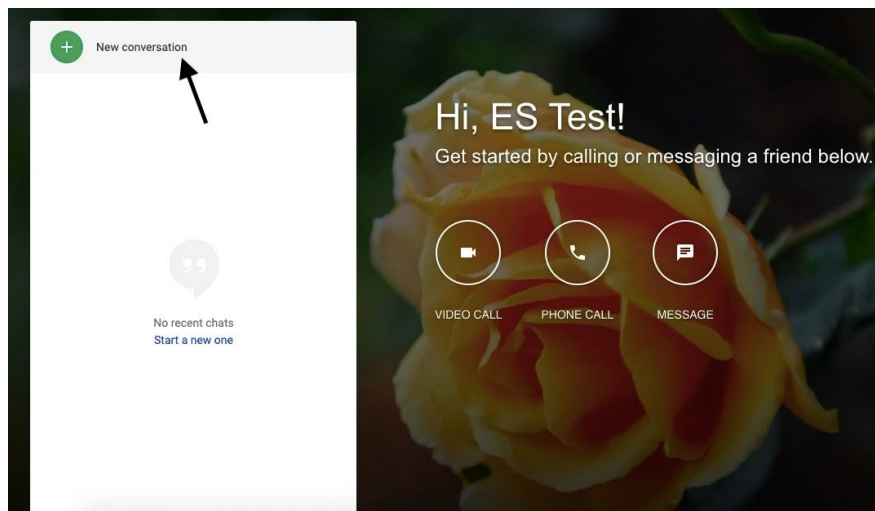 New conversation
No recent chats
Start a new one
Hi, ES Test!
Get started by calling or messaging a friend below.
VIDEO CALL
PHONE CALL
MESSAGE